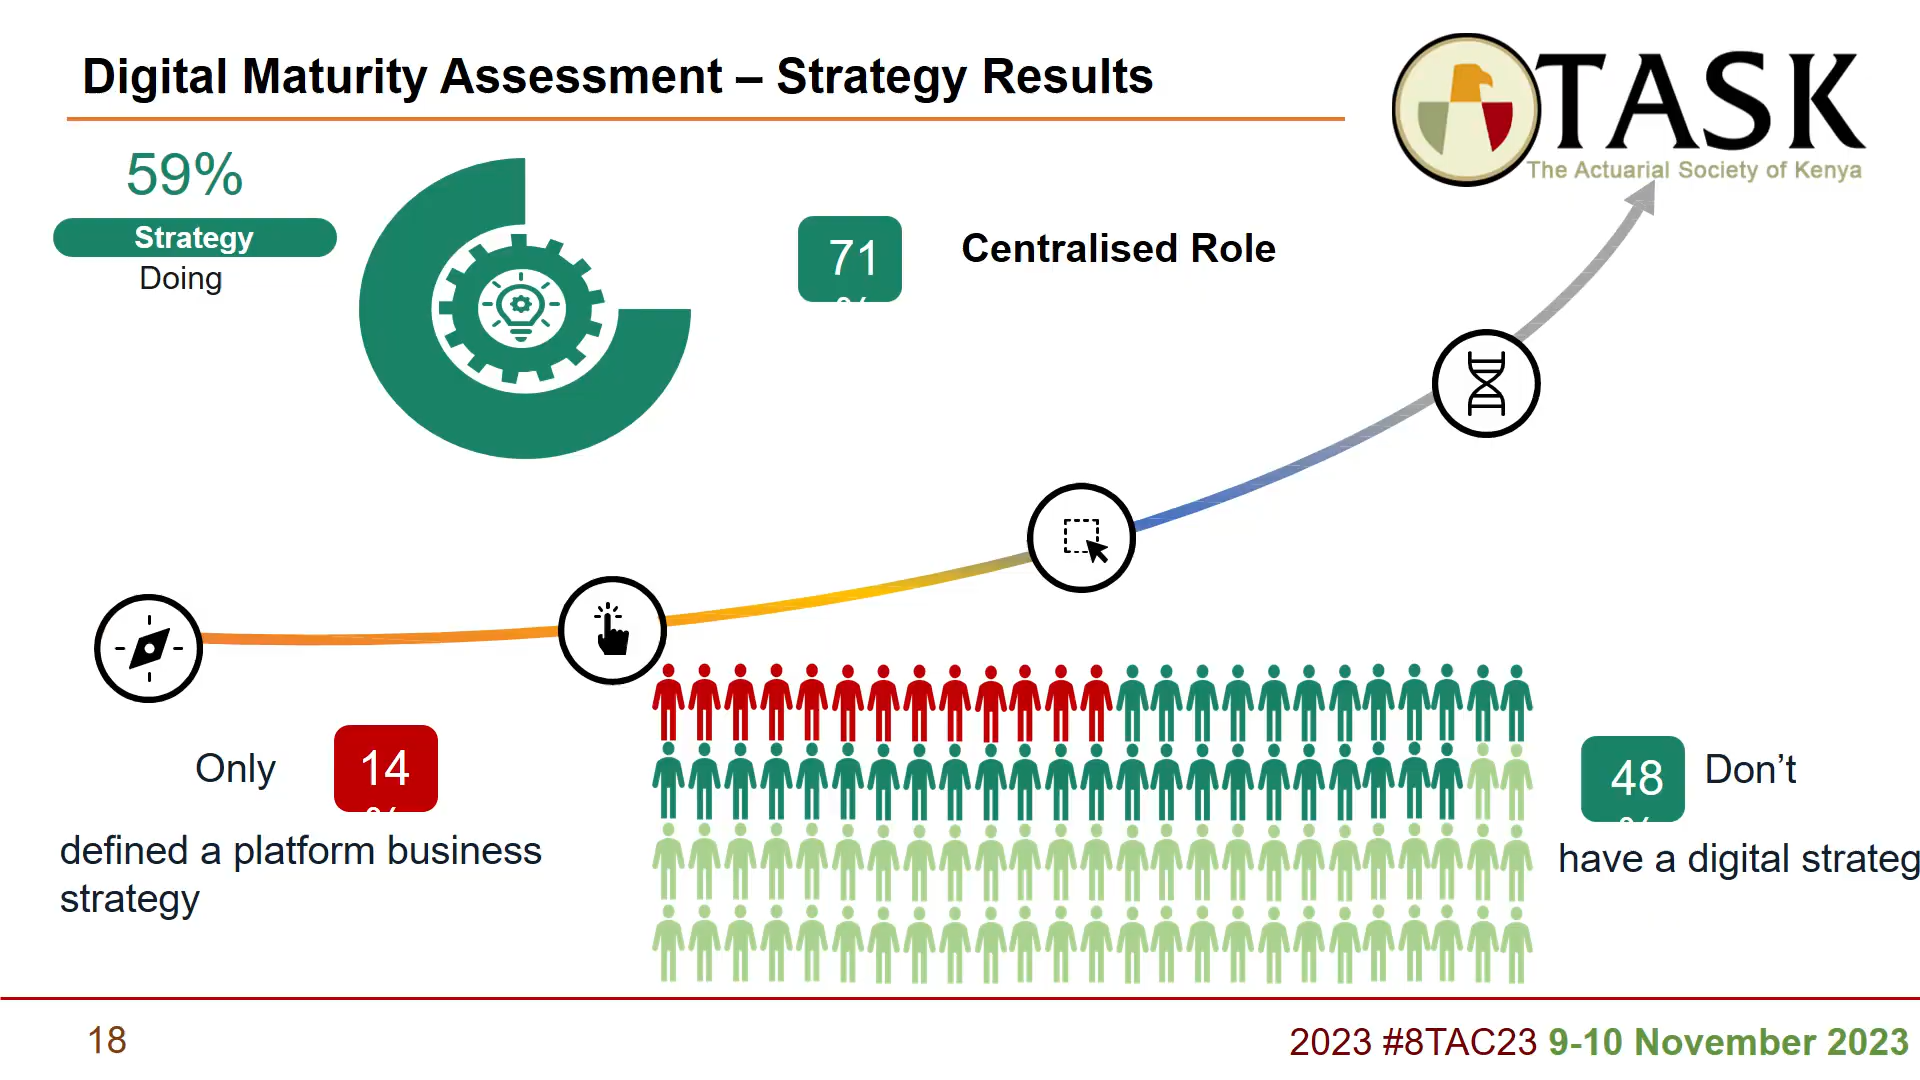 Digital Maturity Assessment – Strategy Results
TASK
The Actuarial Society of Kenya
59%
Strategy
Doing
71
%
Centralised Role
Only
14
%
defined a platform business
strategy
48
%
Don’t
have a digital strateg
18
2023 #8TAC23 9-10 November 2023